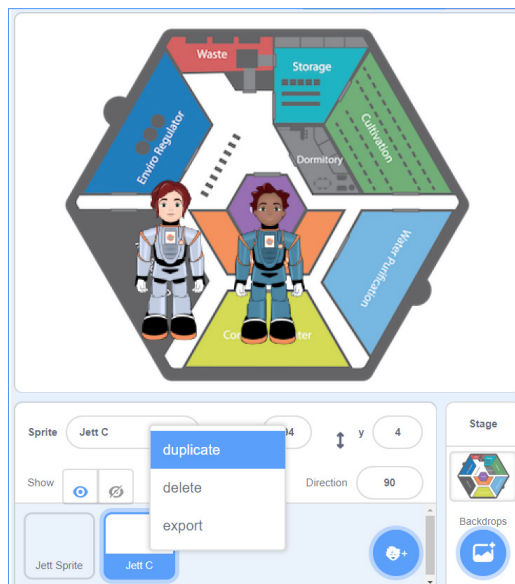 Waste
Storage
Enviro Regulator
Cultivation
Dormitory
Water Purification
Sprite
Jett C
4
y
4
Show
Direction
90
duplicate
delete
export
Stage
Backdrops
Jett Sprite
Jett C